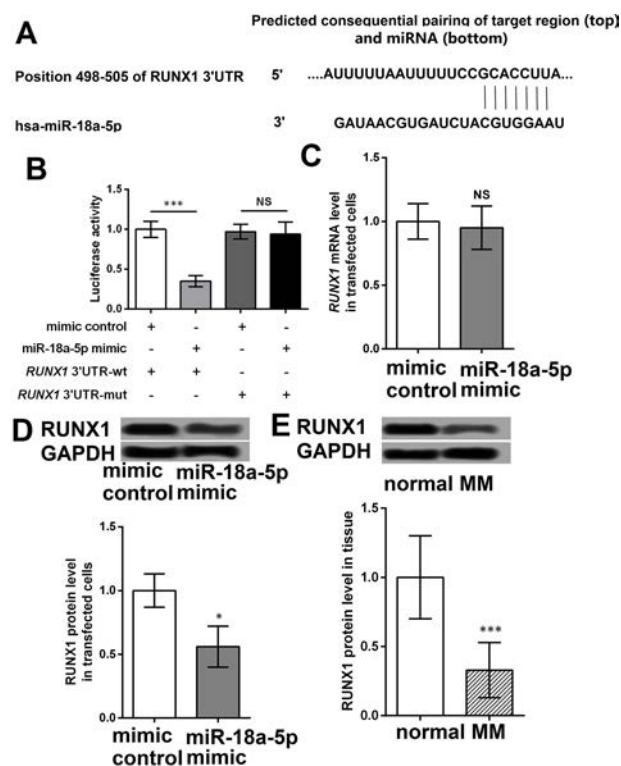 A
Predicted consequential pairing of target region (top)
and miRNA (bottom)
Position 498-505 of RUNX1 3'UTR 5' ....AUUUUUAAUUUUUCCGCACCUUA...
hsa-miR-18a-5p 3' GAUAACGUGAUCUACGUGGAAU
B
Luciferase activity
1.5
1.0
0.5
0.0
***
NS
mimic control + - + -
miR-18a-5p mimic - + - +
RUNX1 3'UTR-wt + + - -
RUNX1 3'UTR-mut - - + +
C
RUNX1 mRNA level
in transfected cells
1.5
1.0
0.5
0.0
NS
mimic miR-18a-5p
control mimic
D
RUNX1
GAPDH
mimic miR-18a-5p
control mimic
RUNX1 protein level
in transfected cells
1.5
1.0
0.5
0.0
*
mimic miR-18a-5p
control mimic
E
RUNX1
GAPDH
normal MM
RUNX1 protein level in tissue
1.5
1.0
0.5
0.0
***
normal MM